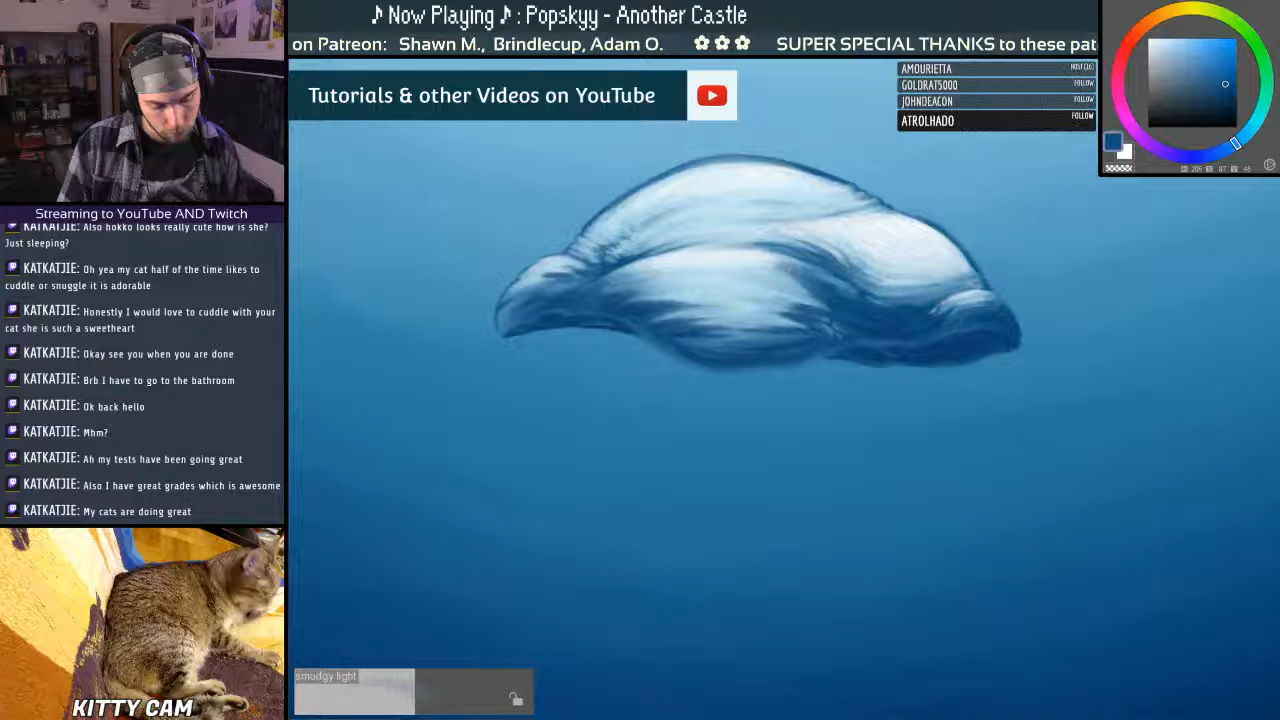 ♪ Now Playing ♪ : Popskyy - Another Castle
on Patreon: Shawn M., Brindlecup, Adam O. ✿ ✿ ✿ SUPER SPECIAL THANKS to these pat
Tutorials & other Videos on YouTube
AMOURIETTA HOST [16]
GOLDRAT5000 FOLLOW
JOHNDEACON FOLLOW
ATROLHADO FOLLOW
Streaming to YouTube AND Twitch
KATKATJIE: Also hokko looks really cute how is she?
Just sleeping?
KATKATJIE: Oh yea my cat half of the time likes to
cuddle or snuggle it is adorable
KATKATJIE: Honestly I would love to cuddle with your
cat she is such a sweetheart
KATKATJIE: Okay see you when you are done
KATKATJIE: Brb I have to go to the bathroom
KATKATJIE: Ok back hello
KATKATJIE: Mhm?
KATKATJIE: Ah my tests have been going great
KATKATJIE: Also I have great grades which is awesome
KATKATJIE: My cats are doing great
KITTY CAM
smudgy light